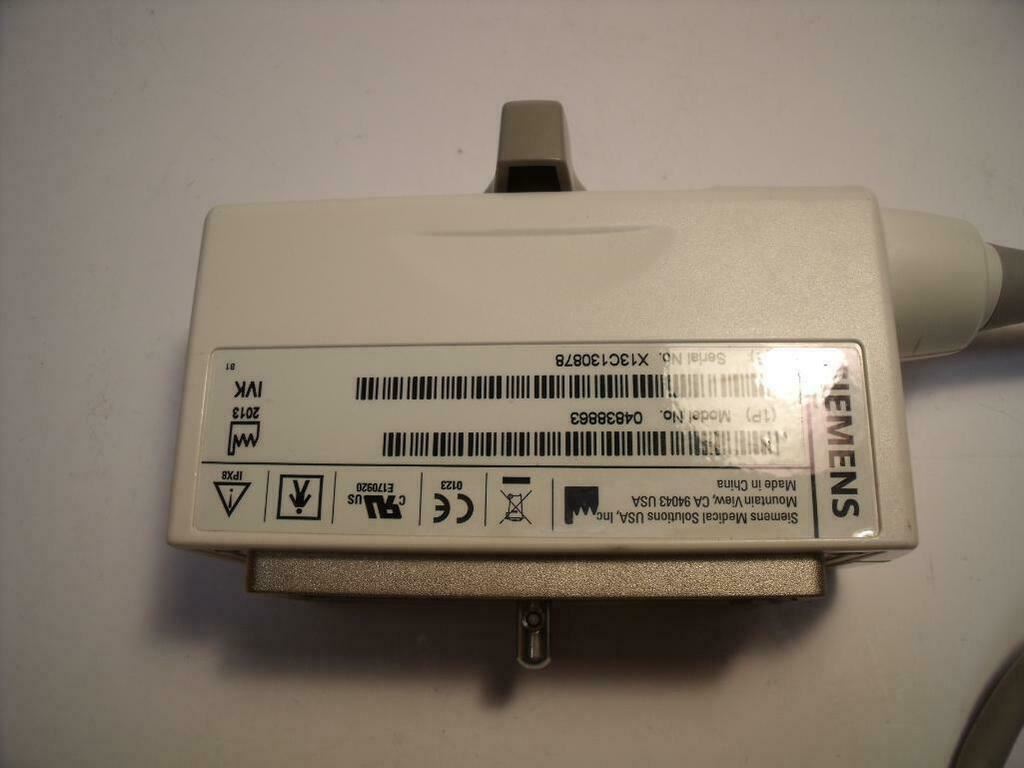 SIEMENS
Siemens Medical Solutions USA, Inc.
Mountain View, CA 94043 USA
Made in China
0123
C US
E170920
IPX8
(1P) Model No. 04838863
Serial No. X13C130878
2013
IVK